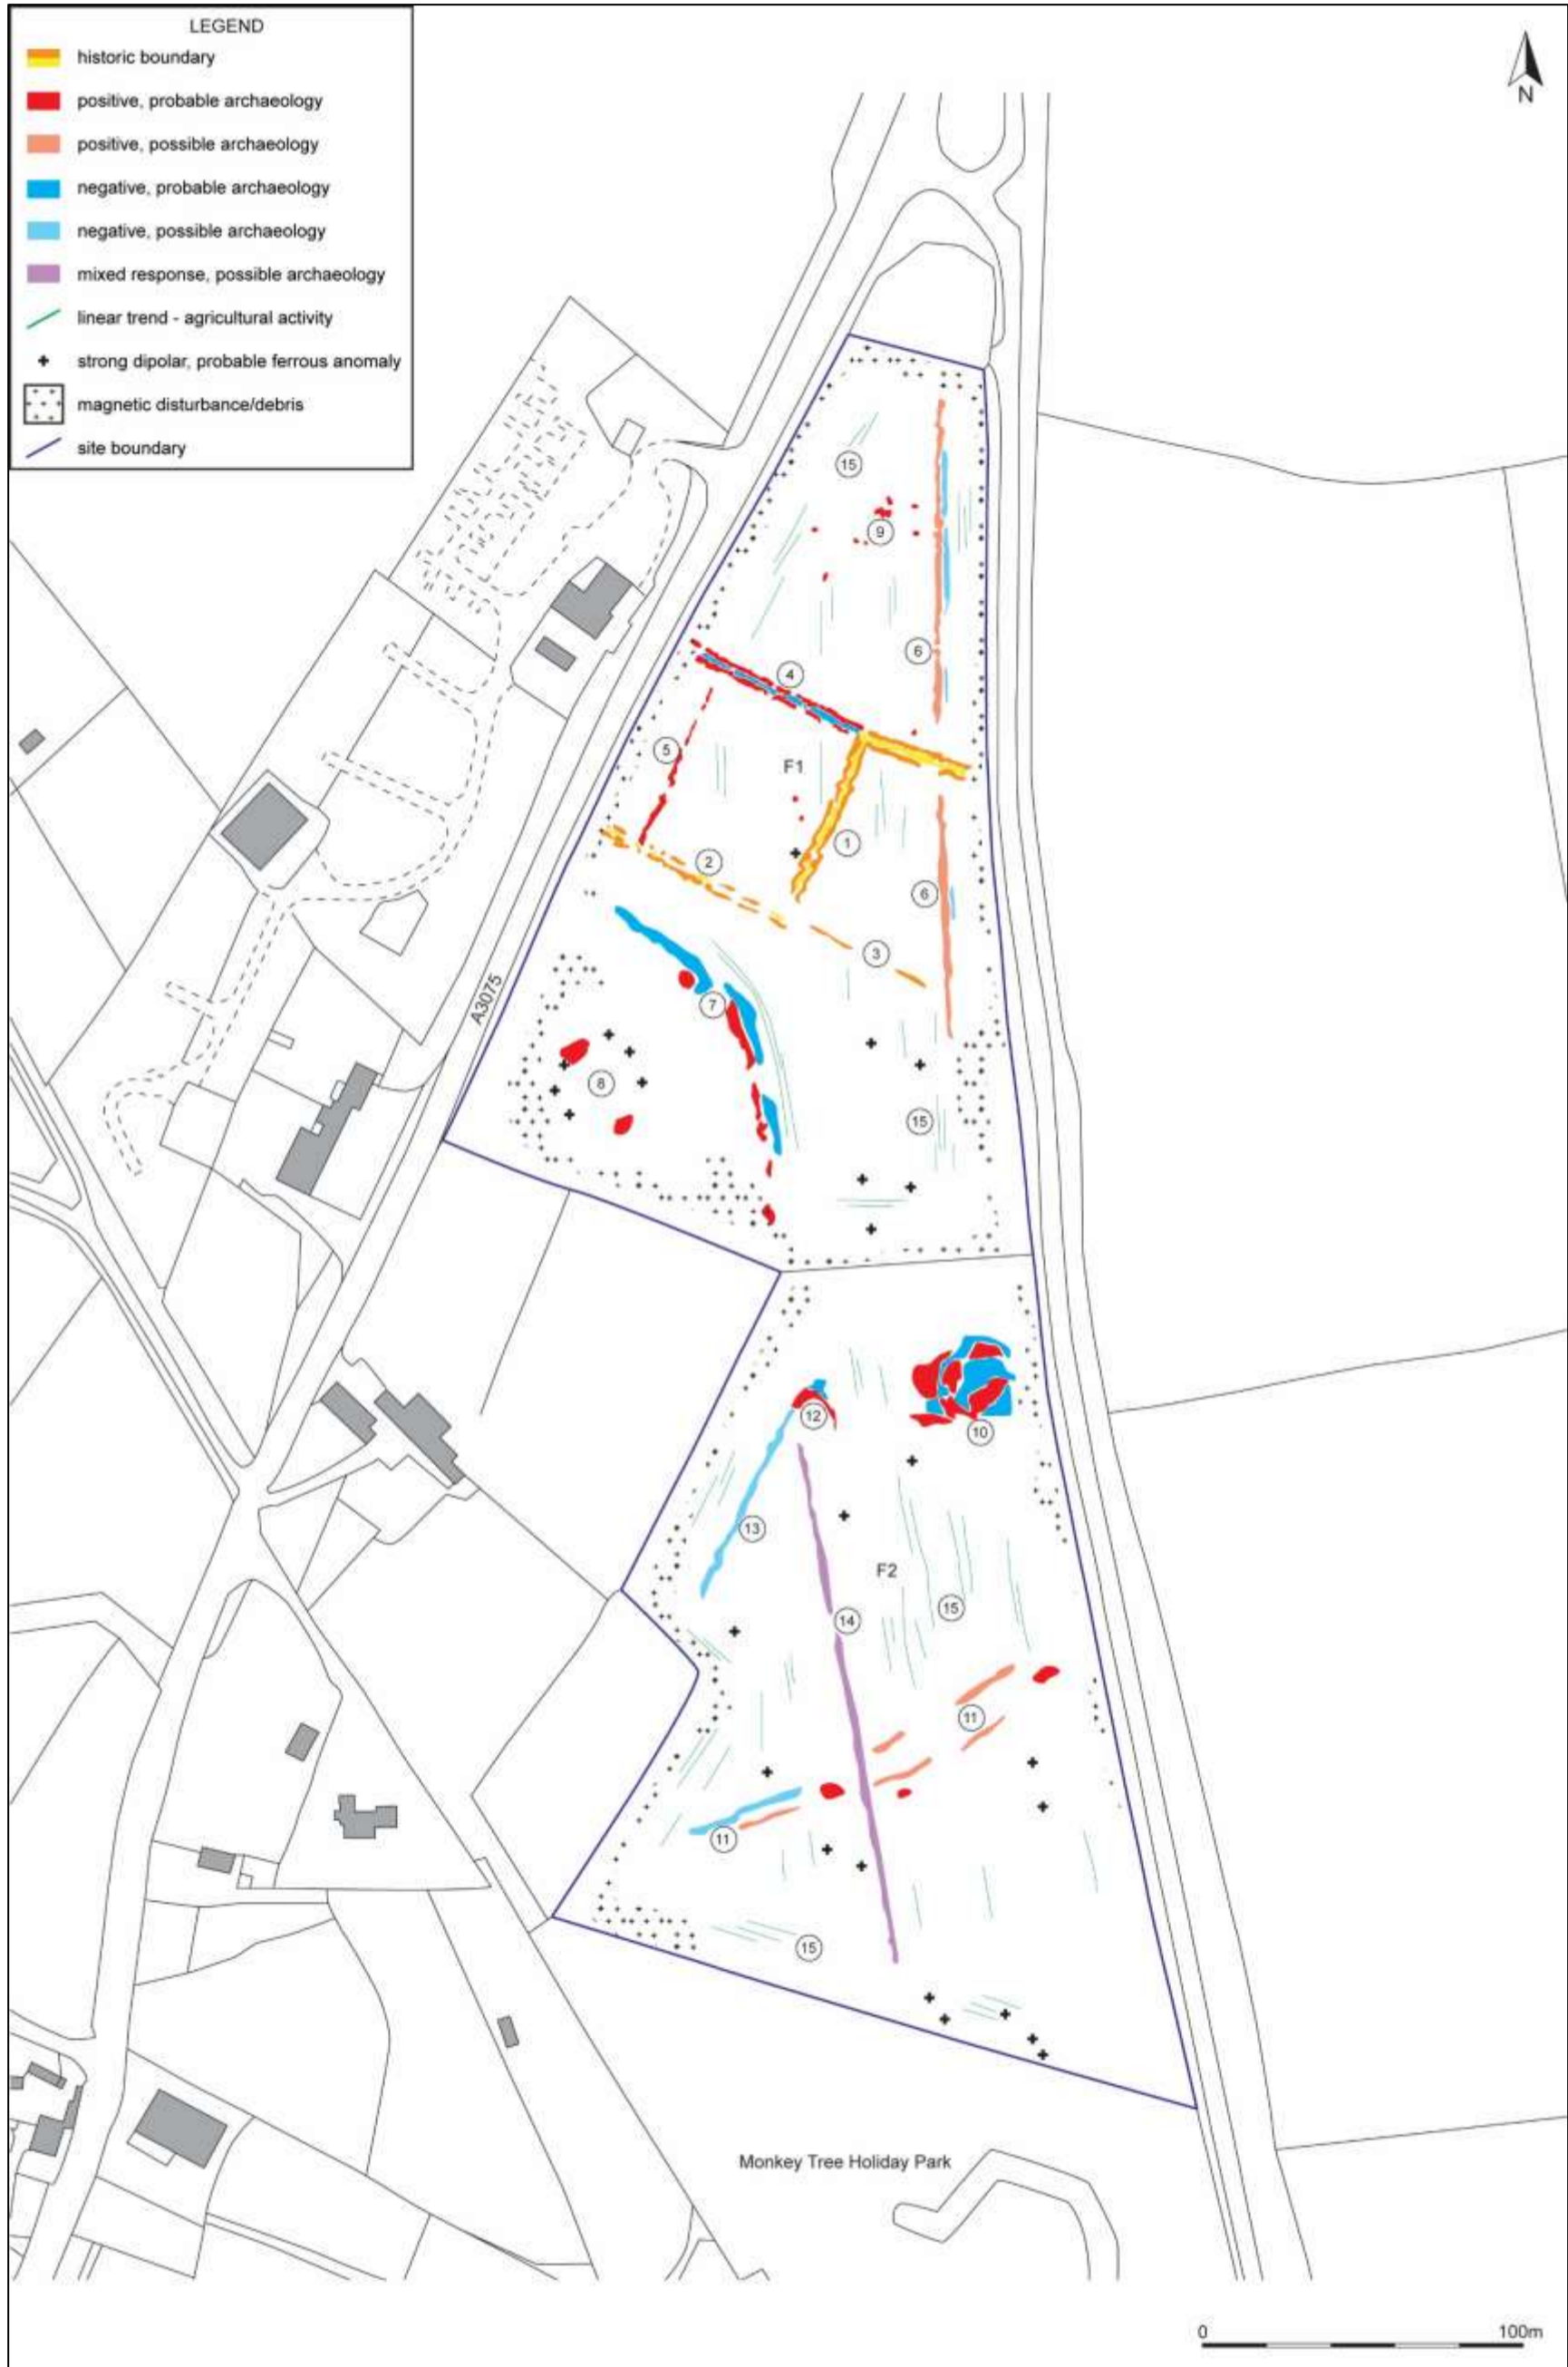 LEGEND
historic boundary
positive, probable archaeology
positive, possible archaeology
negative, probable archaeology
negative, possible archaeology
mixed response, possible archaeology
linear trend - agricultural activity
strong dipolar, probable ferrous anomaly
magnetic disturbance/debris
site boundary
N
15
9
6
4
5
F1
1
2
6
3
A3075
7
8
15
12
10
13
F2
15
14
11
11
15
Monkey Tree Holiday Park
0 100m